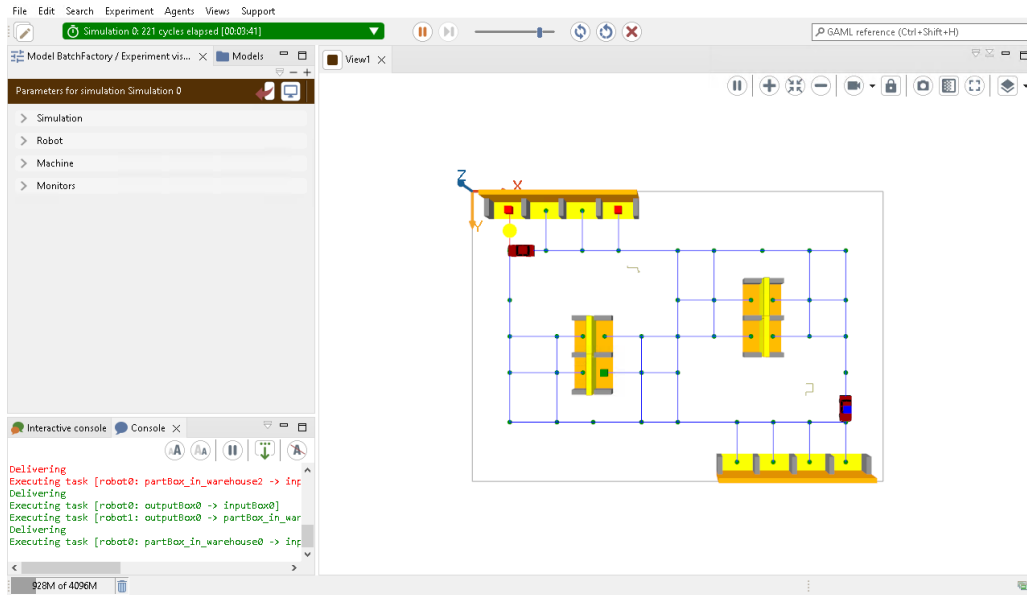 File Edit Search Experiment Agents Views Support
Simulation 0: 221 cycles elapsed [00:03:41]
GAML reference (Ctrl+Shift+H)
Model BatchFactory / Experiment vis... Models
View1
Parameters for simulation Simulation 0
Simulation
Robot
Machine
Monitors
Z
X
Y
Interactive console Console
Delivering
Executing task [robot0: partBox_in_warehouse2 -> inp
Delivering
Executing task [robot0: outputBox0 -> inputBox0]
Executing task [robot1: outputBox0 -> partBox_in_war
Delivering
Executing task [robot0: partBox_in_warehouse0 -> inp
928M of 4096M